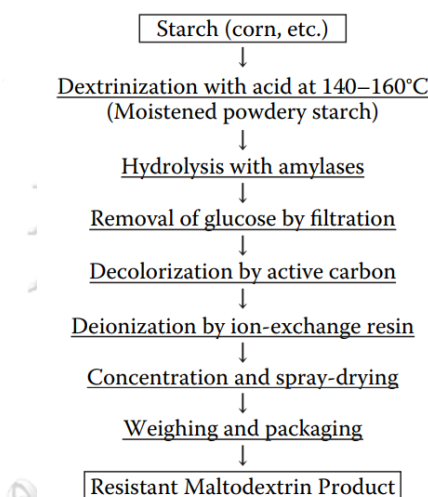 Starch (corn, etc.)
↓
Dextrinization with acid at 140–160°C
(Moistened powdery starch)
↓
Hydrolysis with amylases
↓
Removal of glucose by filtration
↓
Decolorization by active carbon
↓
Deionization by ion-exchange resin
↓
Concentration and spray-drying
↓
Weighing and packaging
↓
Resistant Maltodextrin Product